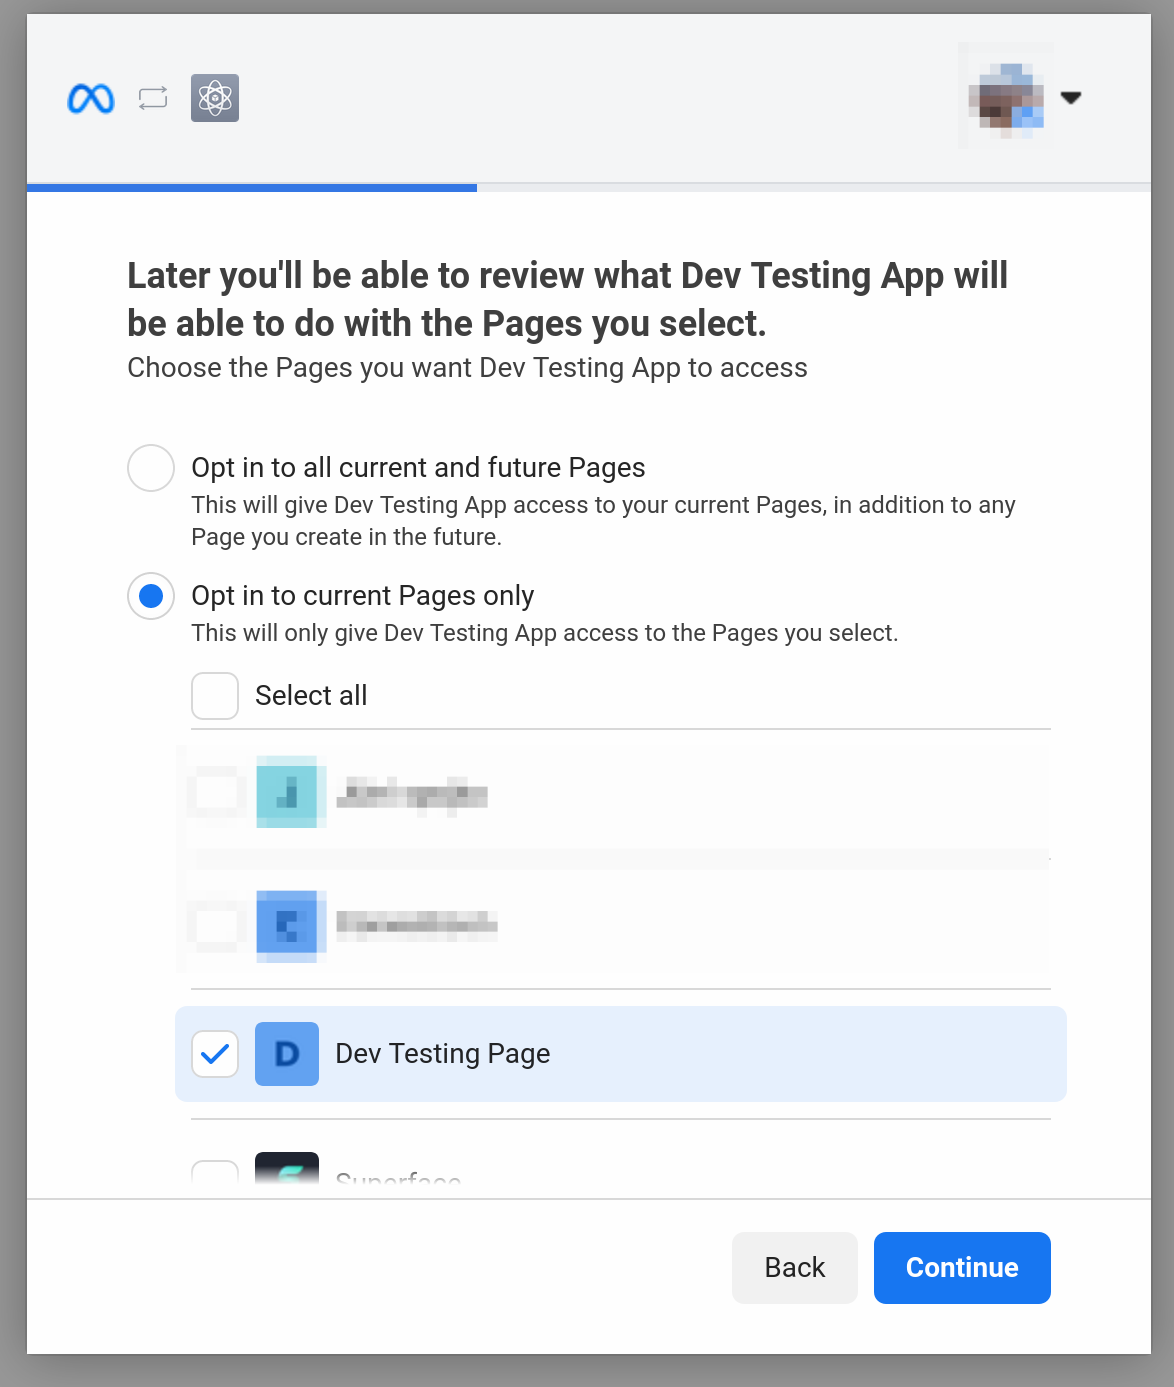 Later you'll be able to review what Dev Testing App will
be able to do with the Pages you select.
Choose the Pages you want Dev Testing App to access
Opt in to all current and future Pages
This will give Dev Testing App access to your current Pages, in addition to any
Page you create in the future.
Opt in to current Pages only
This will only give Dev Testing App access to the Pages you select.
Select all
D Dev Testing Page
Superface
Back Continue